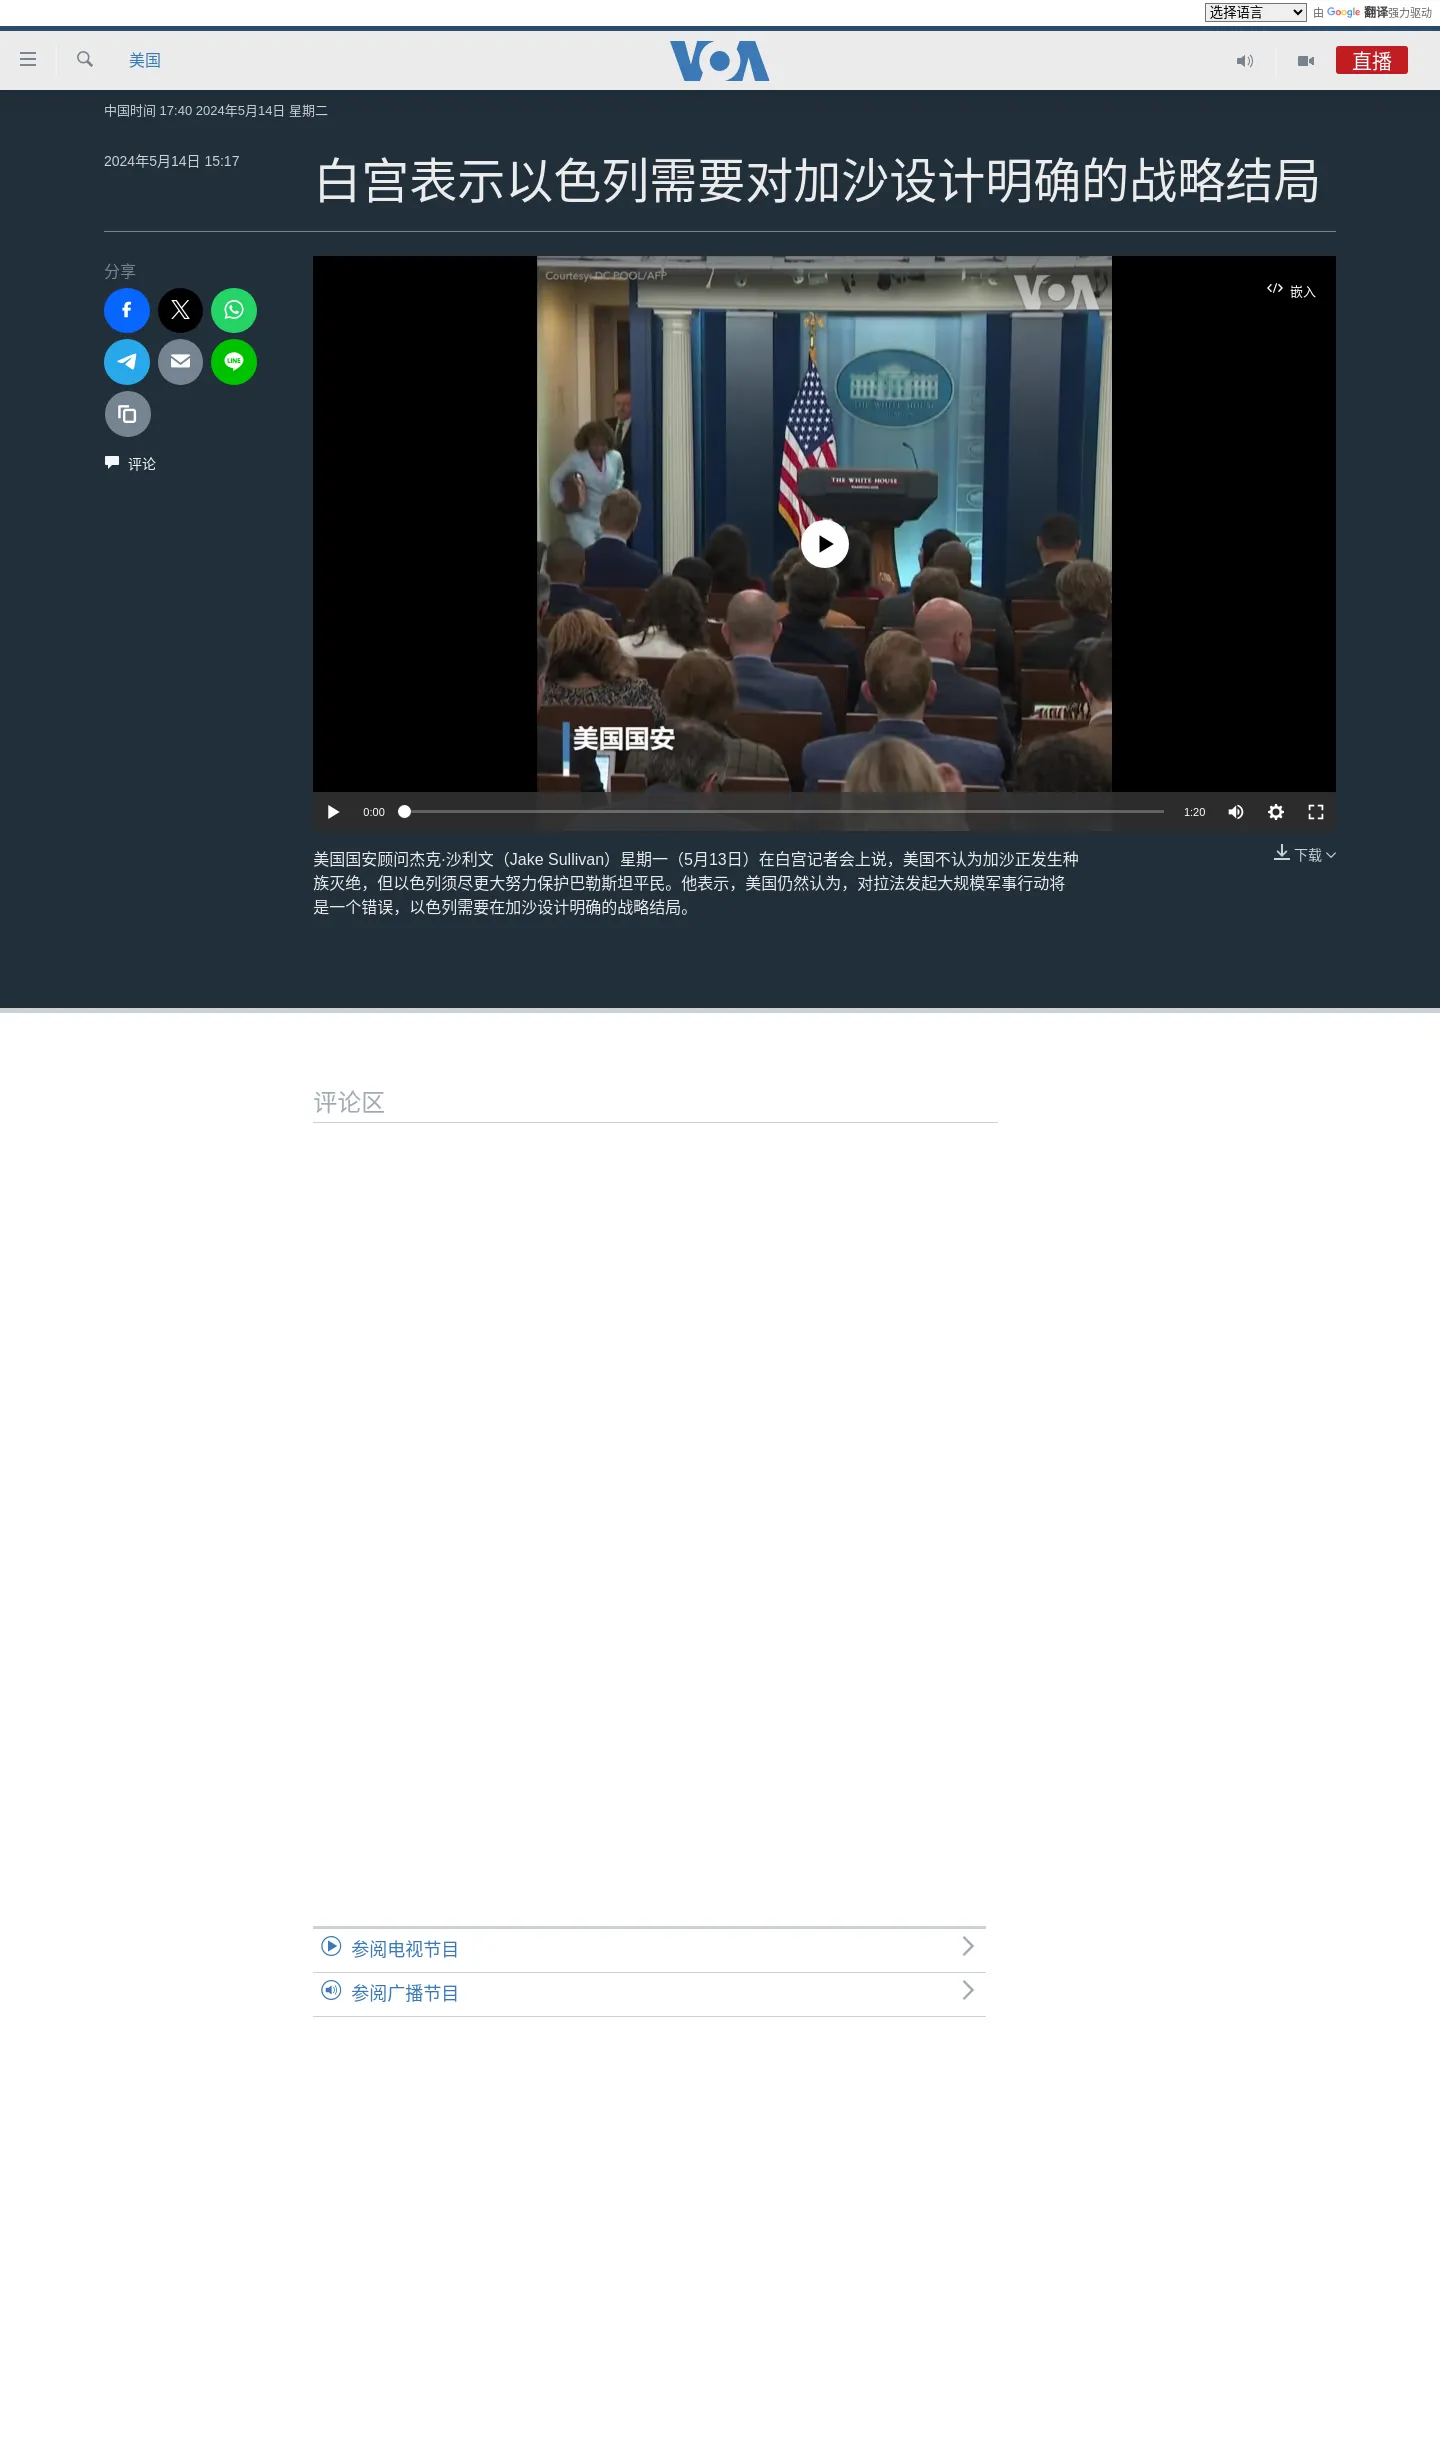 选择语言 由 Google 翻译强力驱动
美国
VOA
直播
中国时间 17:40 2024年5月14日 星期二
2024年5月14日 15:17
白宫表示以色列需要对加沙设计明确的战略结局
分享
Courtesy: DC POOL/AFP
VOA
嵌入
THE WHITE HOUSE
THE WHITE HOUSE
LINE
评论
美国国安
0:00
1:20
美国国安顾问杰克·沙利文（Jake Sullivan）星期一（5月13日）在白宫记者会上说，美国不认为加沙正发生种
族灭绝，但以色列须尽更大努力保护巴勒斯坦平民。他表示，美国仍然认为，对拉法发起大规模军事行动将
是一个错误，以色列需要在加沙设计明确的战略结局。
下载
评论区
参阅电视节目
参阅广播节目